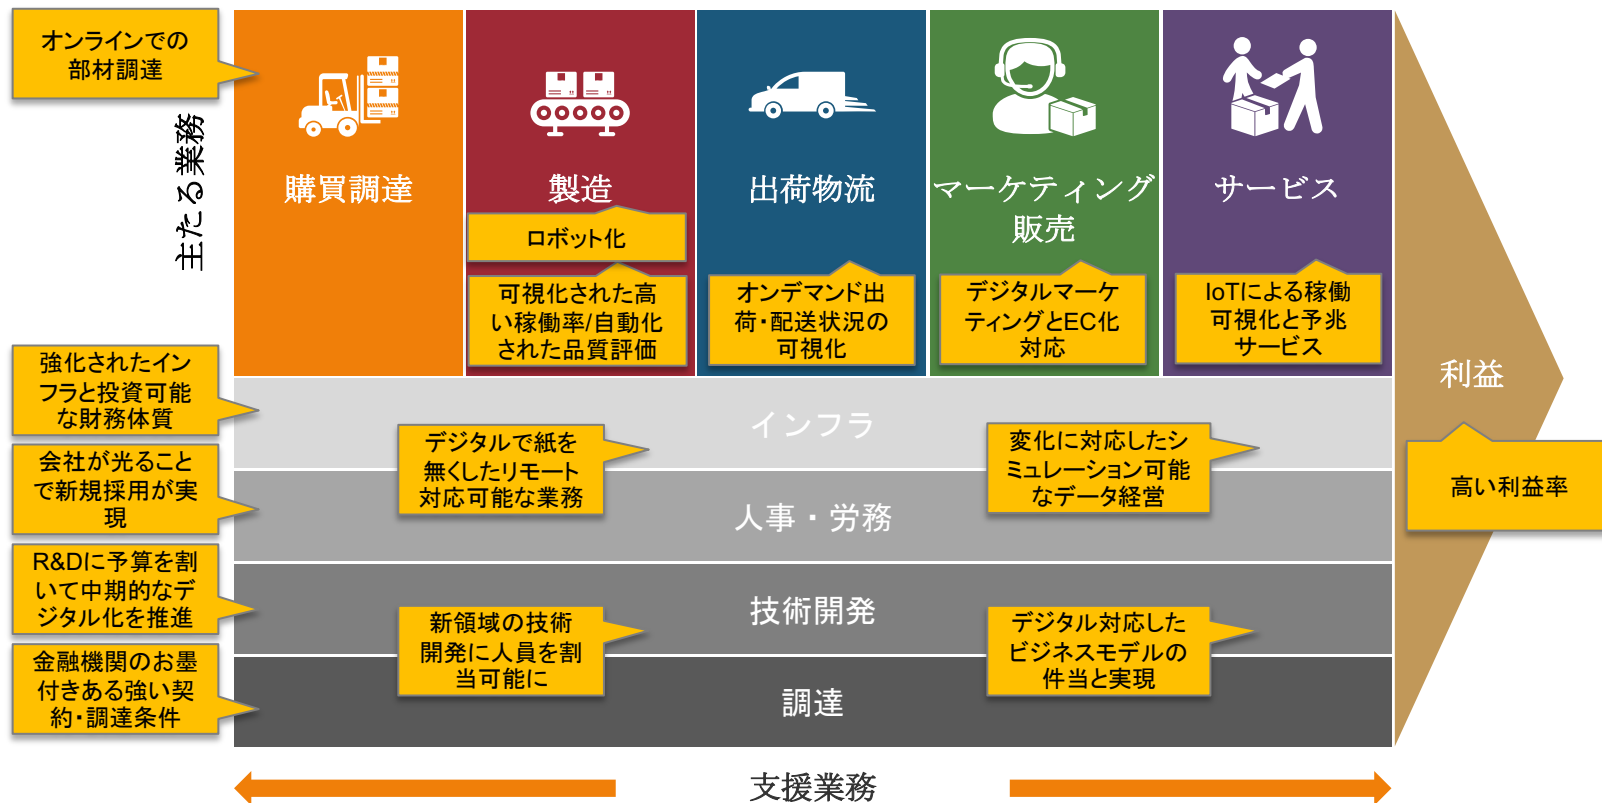 オンラインでの
部材調達
主たる業務
購買調達
製造
出荷物流
マーケティング
販売
サービス
ロボット化
可視化された高
い稼働率/自動化
された品質評価
オンデマンド出
荷・配送状況の
可視化
デジタルマーケ
ティングとEC化
対応
IoTによる稼働
可視化と予兆
サービス
利益
高い利益率
強化されたイン
フラと投資可能
な財務体質
インフラ
デジタルで紙を
無くしたリモート
対応可能な業務
変化に対応したシ
ミュレーション可能
なデータ経営
会社が光ること
で新規採用が実
現
人事・労務
R&Dに予算を割
いて中期的なデ
ジタル化を推進
技術開発
新領域の技術
開発に人員を割
当可能に
デジタル対応した
ビジネスモデルの
件当と実現
金融機関のお墨
付きある強い契
約・調達条件
調達
支援業務